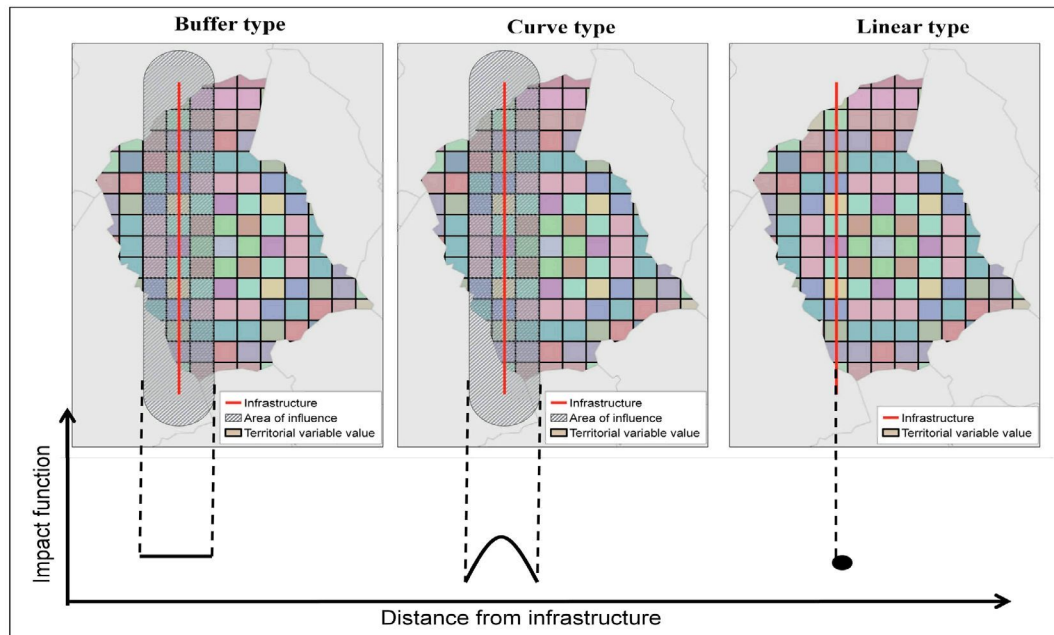 Buffer type
Curve type
Linear type
Infrastructure
Area of influence
Territorial variable value
Infrastructure
Area of influence
Territorial variable value
Infrastructure
Territorial variable value
Impact function
Distance from infrastructure